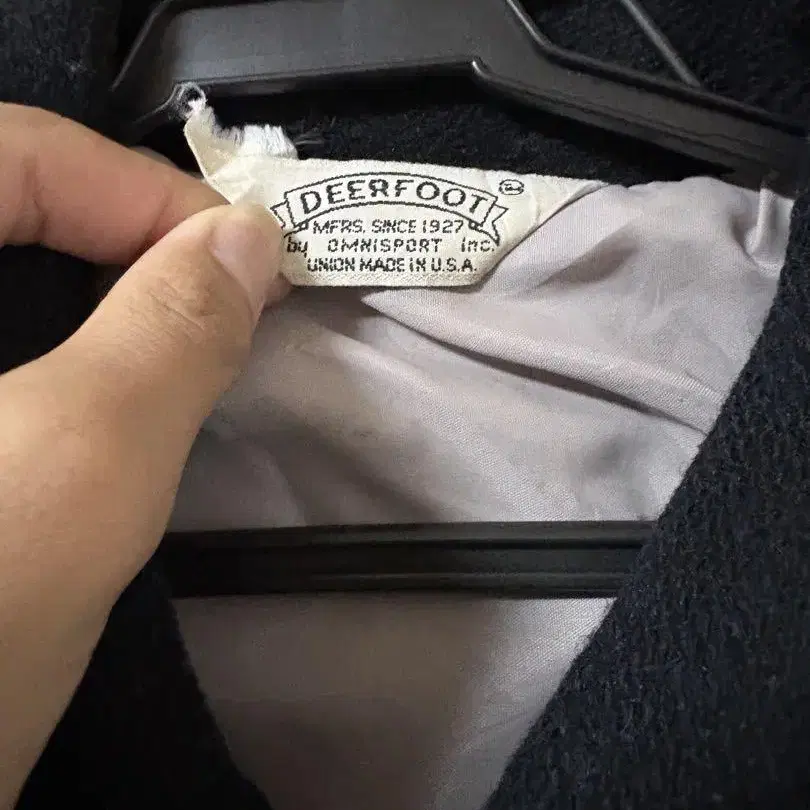 DEERFOOT ®
MFRS. SINCE 1927
by OMNISPORT Inc.
UNION MADE IN U.S.A.